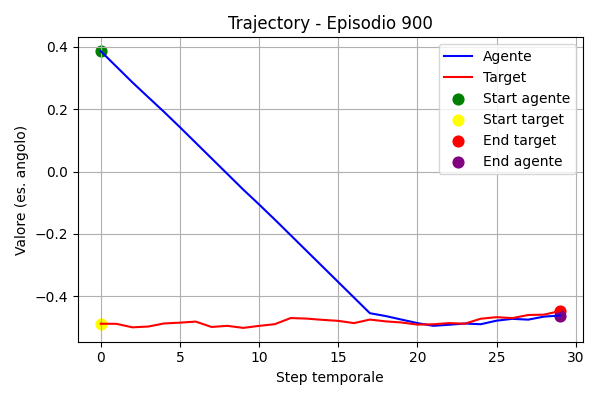 Trajectory - Episodio 900
Valore (es. angolo)
0.4
0.2
0.0
−0.2
−0.4
0
5
10
15
20
25
30
Step temporale
Agente
Target
Start agente
Start target
End target
End agente